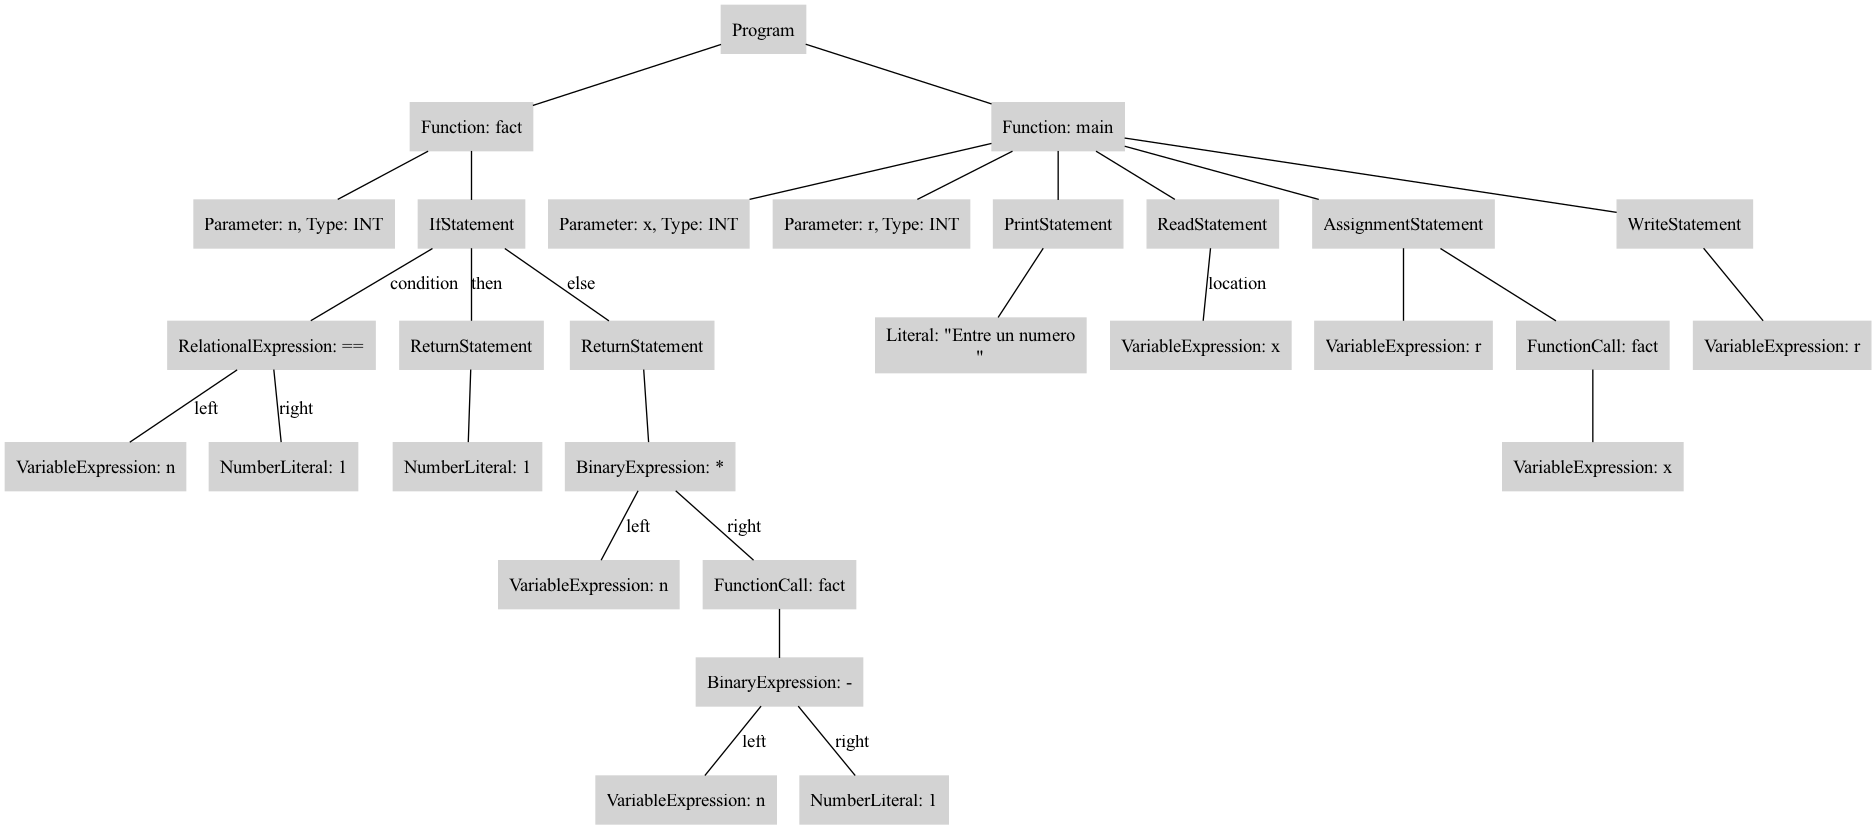 Program
Function: fact
Function: main
Parameter: n, Type: INT
IfStatement
Parameter: x, Type: INT
Parameter: r, Type: INT
PrintStatement
ReadStatement
AssignmentStatement
WriteStatement
condition
then
else
location
RelationalExpression: ==
ReturnStatement
ReturnStatement
Literal: "Entre un numero
"
VariableExpression: x
VariableExpression: r
FunctionCall: fact
VariableExpression: r
left
right
VariableExpression: n
NumberLiteral: 1
NumberLiteral: 1
BinaryExpression: *
VariableExpression: x
left
right
VariableExpression: n
FunctionCall: fact
BinaryExpression: -
left
right
VariableExpression: n
NumberLiteral: 1